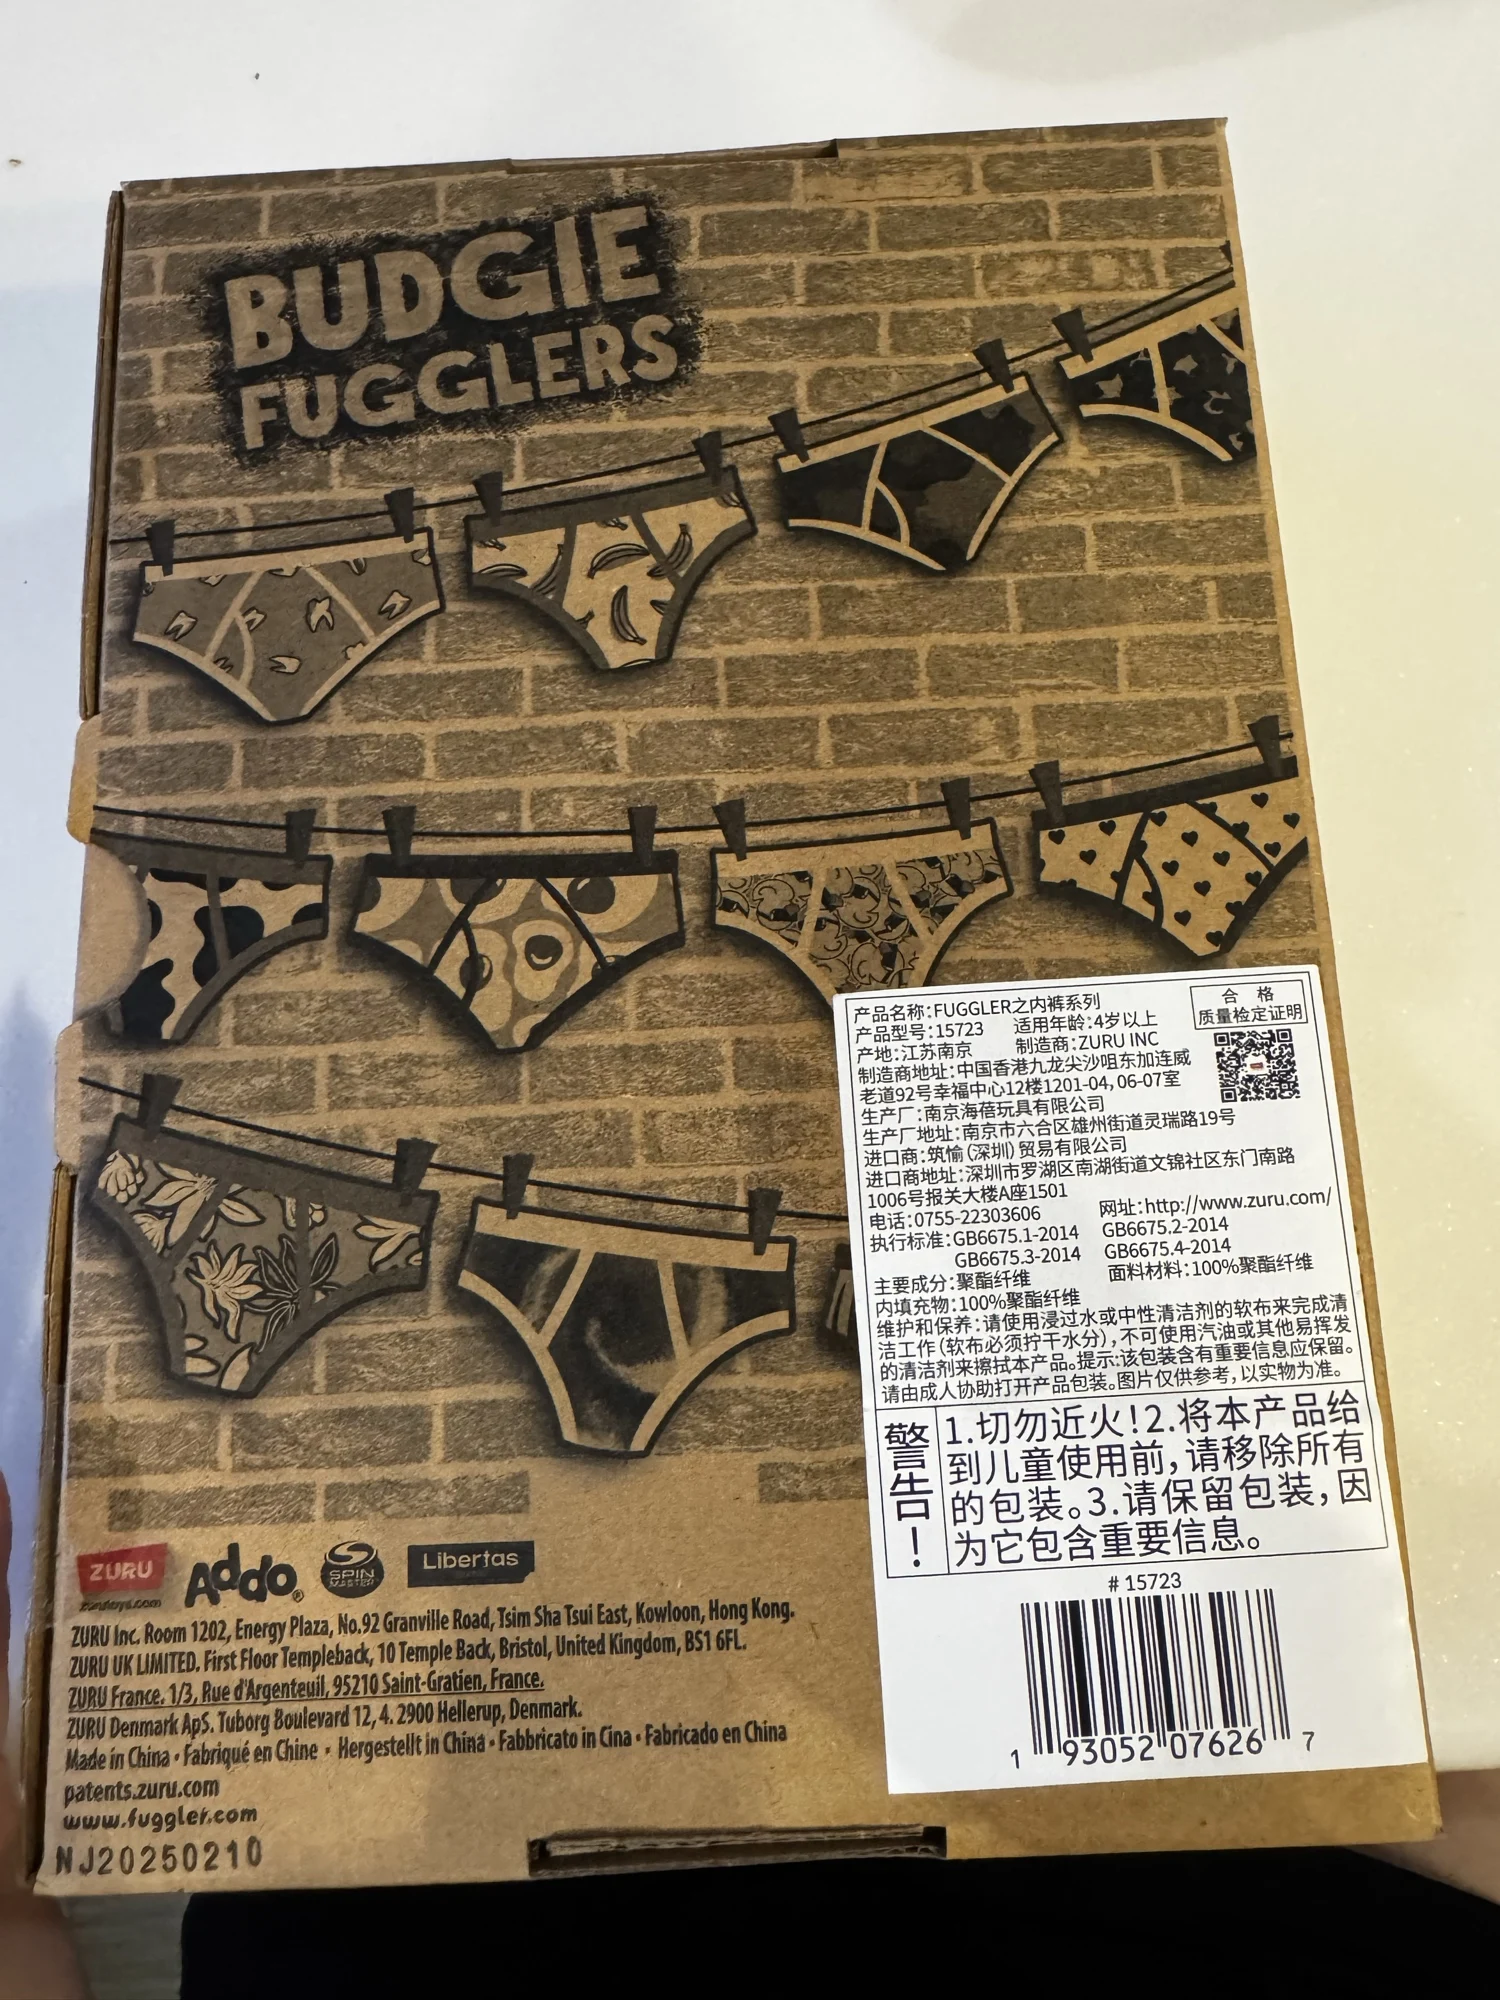 BUDGIE
FUGGLERS
产品名称:FUGGLER之内裤系列
合 格
质量检定证明
产品型号:15723 适用年龄:4岁以上
产地:江苏南京 制造商:ZURU INC
制造商地址:中国香港九龙尖沙咀东加连威
老道92号幸福中心12楼1201-04,06-07室
生产厂:南京海蓓玩具有限公司
生产厂地址:南京市六合区雄州街道灵瑞路19号
进口商:筑愉(深圳)贸易有限公司
进口商地址:深圳市罗湖区南湖街道文锦社区东门南路
1006号报关大楼A座1501
电话:0755-22303606 网址:http://www.zuru.com/
执行标准:GB6675.1-2014 GB6675.2-2014
GB6675.3-2014 GB6675.4-2014
主要成分:聚酯纤维 面料材料:100%聚酯纤维
内填充物:100%聚酯纤维
维护和保养:请使用浸过水或中性清洁剂的软布来完成清
洁工作(软布必须拧干水分),不可使用汽油或其他易挥发
的清洁剂来擦拭本产品。提示:该包装含有重要信息应保留。
请由成人协助打开产品包装。图片仅供参考,以实物为准。
警告!
1.切勿近火!2.将本产品给
到儿童使用前,请移除所有
的包装。3.请保留包装,因
为它包含重要信息。
#15723
1 93052 07626 7
ZURU
zurutoys.com
Addo®
SPIN MASTER
Libertas
ZURU Inc. Room 1202, Energy Plaza, No.92 Granville Road, Tsim Sha Tsui East, Kowloon, Hong Kong.
ZURU UK LIMITED. First Floor Templeback, 10 Temple Back, Bristol, United Kingdom, BS1 6FL.
ZURU France. 1/3, Rue d'Argenteuil, 95210 Saint-Gratien, France.
ZURU Denmark ApS. Tuborg Boulevard 12, 4. 2900 Hellerup, Denmark.
Made in China • Fabriqué en Chine • Hergestellt in China • Fabbricato in Cina • Fabricado en China
patents.zuru.com
www.fuggler.com
NJ20250210